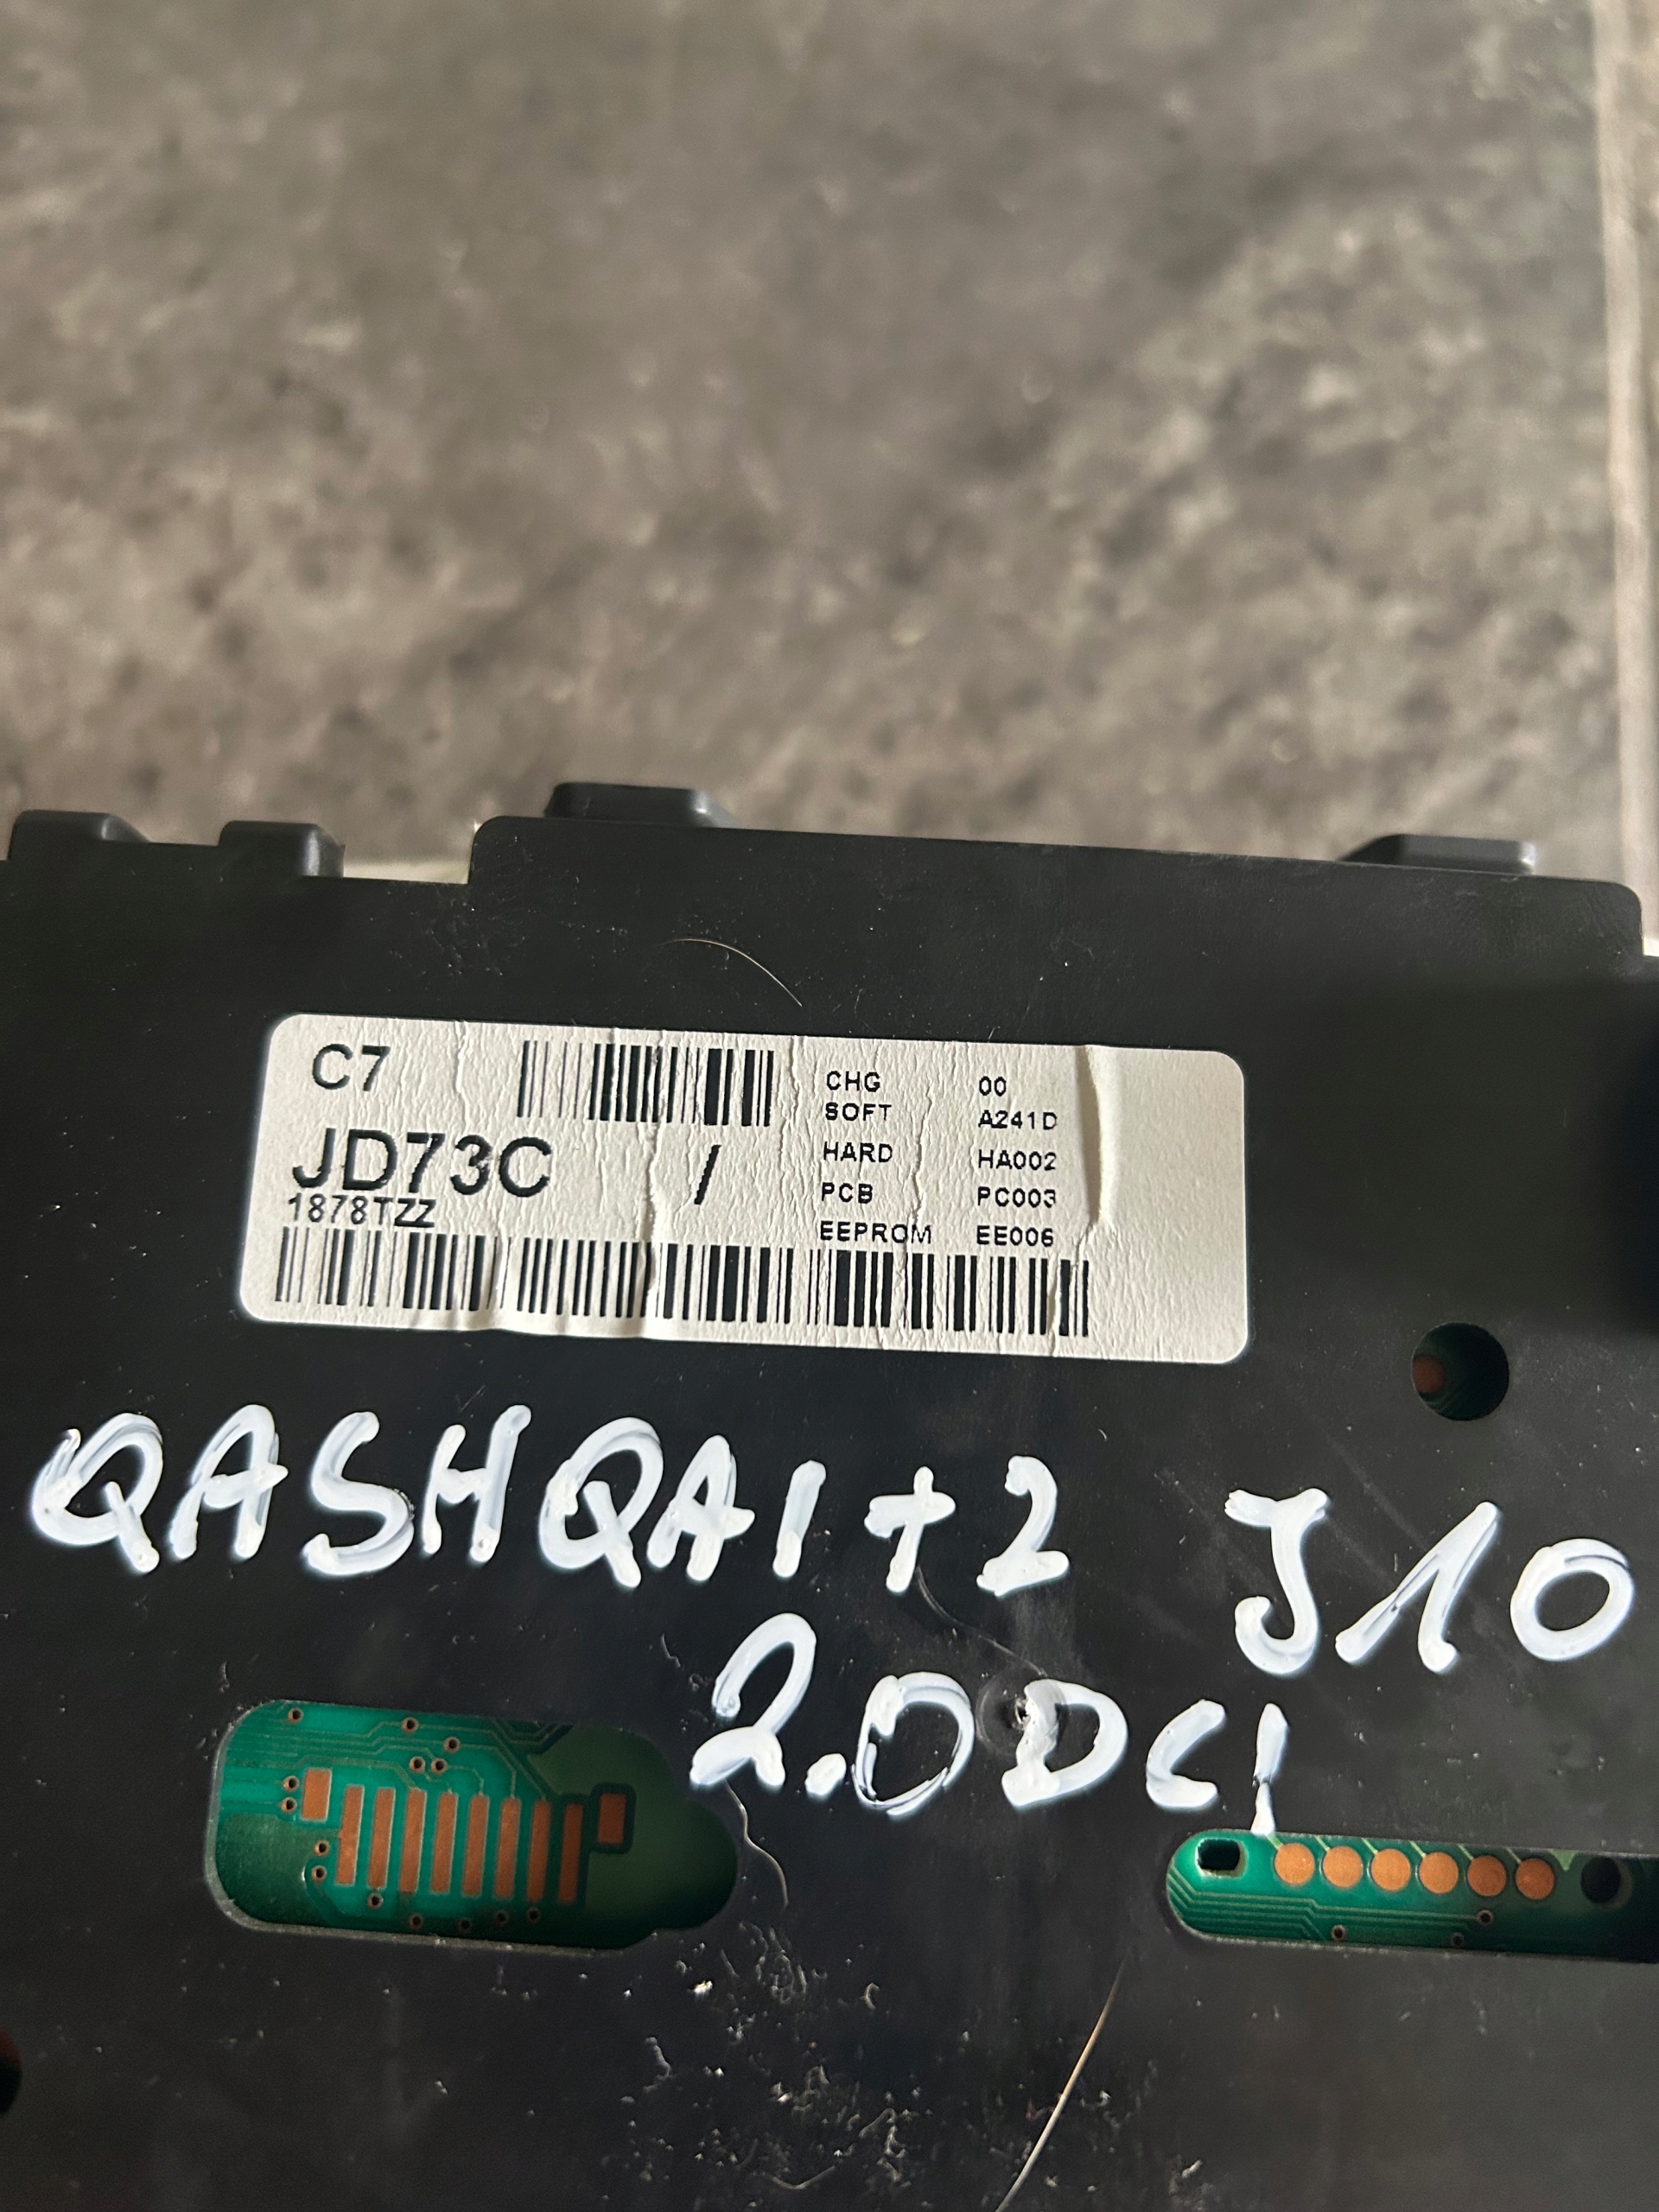 C7
JD73C /
1878TZZ
CHG 00
SOFT A241D
HARD HA002
PCB PC003
EEPROM EE006
QASHQAI+2 J10
2.0DCI